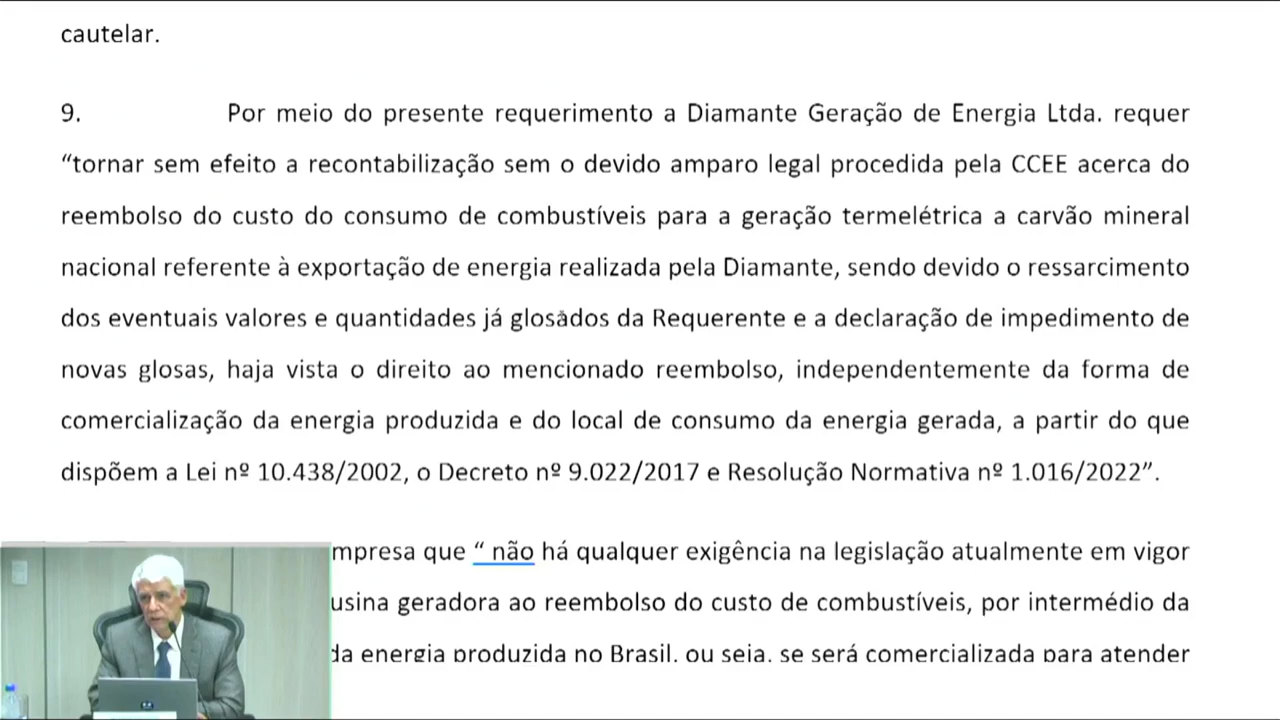 cautelar.
9. Por meio do presente requerimento a Diamante Geração de Energia Ltda. requer
“tornar sem efeito a recontabilização sem o devido amparo legal procedida pela CCEE acerca do
reembolso do custo do consumo de combustíveis para a geração termelétrica a carvão mineral
nacional referente à exportação de energia realizada pela Diamante, sendo devido o ressarcimento
dos eventuais valores e quantidades já glosados da Requerente e a declaração de impedimento de
novas glosas, haja vista o direito ao mencionado reembolso, independentemente da forma de
comercialização da energia produzida e do local de consumo da energia gerada, a partir do que
dispõem a Lei nº 10.438/2002, o Decreto nº 9.022/2017 e Resolução Normativa nº 1.016/2022”.
mpresa que “ não há qualquer exigência na legislação atualmente em vigor
usina geradora ao reembolso do custo de combustíveis, por intermédio da
da energia produzida no Brasil, ou seja, se será comercializada para atender